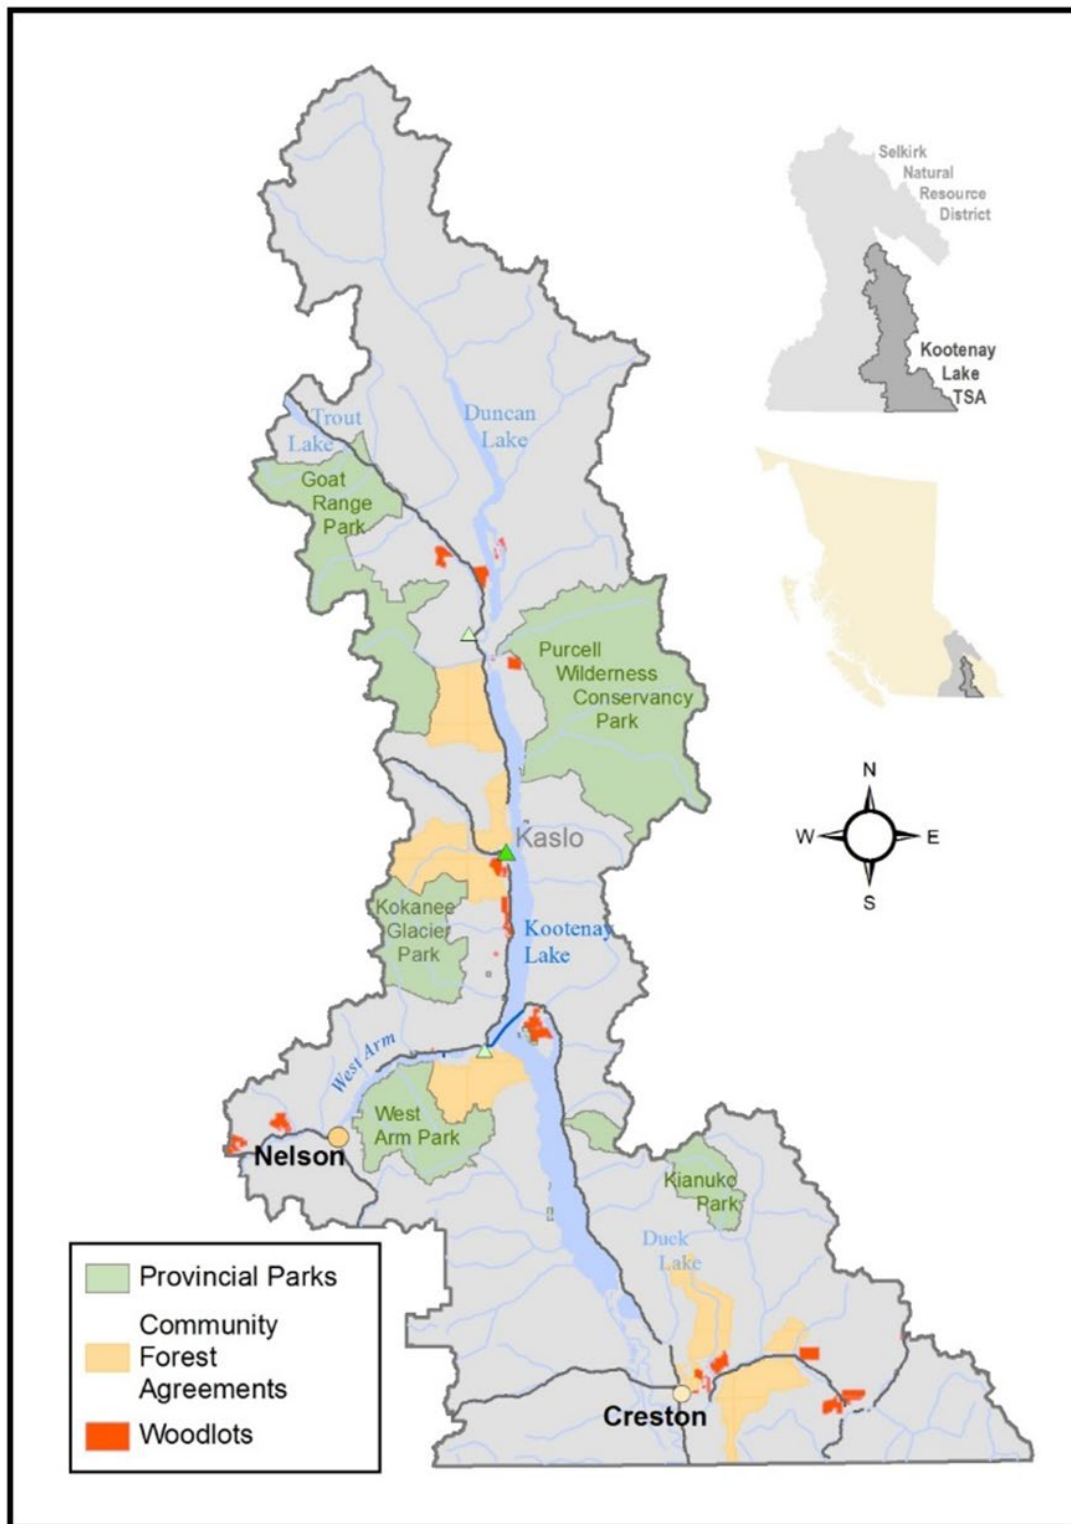 Selkirk
Natural
Resource
District
Kootenay
Lake
TSA
Trout
Lake
Duncan
Lake
Goat
Range
Park
Purcell
Wilderness
Conservancy
Park
N
W
E
S
Kaslo
Kokanee
Glacier
Park
Kootenay
Lake
West Arm
West
Arm Park
Nelson
Kianuko
Park
Duck
Lake
Creston
Provincial Parks
Community
Forest
Agreements
Woodlots